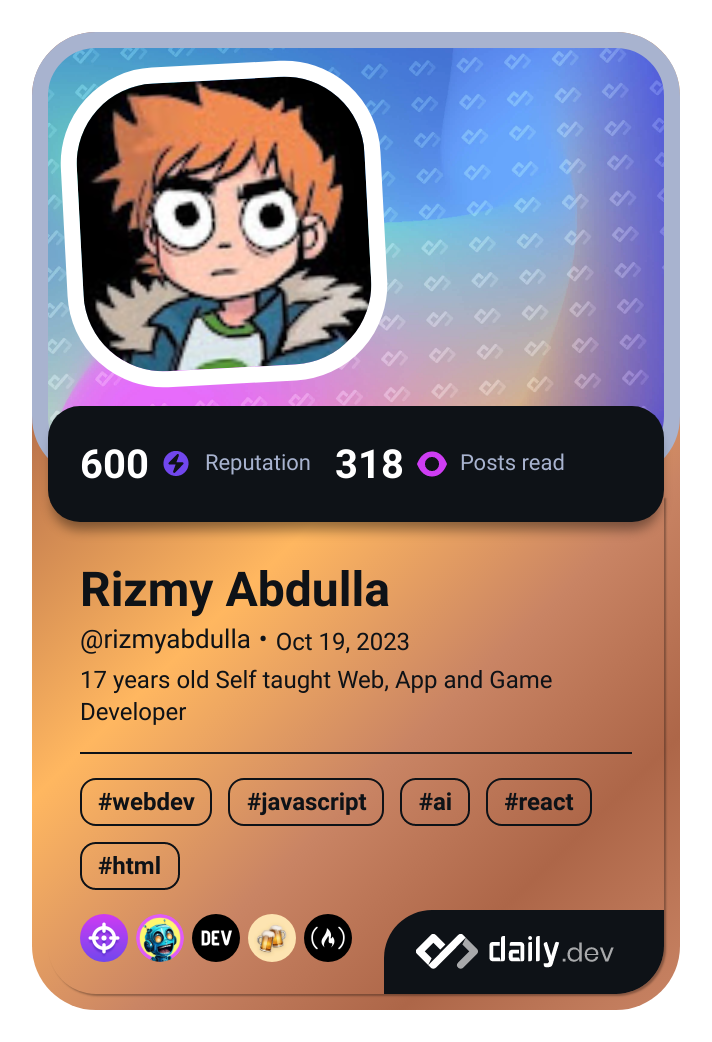 600 Reputation 318 Posts read
Rizmy Abdulla
@rizmyabdulla • Oct 19, 2023
17 years old Self taught Web, App and Game
Developer
#webdev #javascript #ai #react
#html
DEV
daily.dev